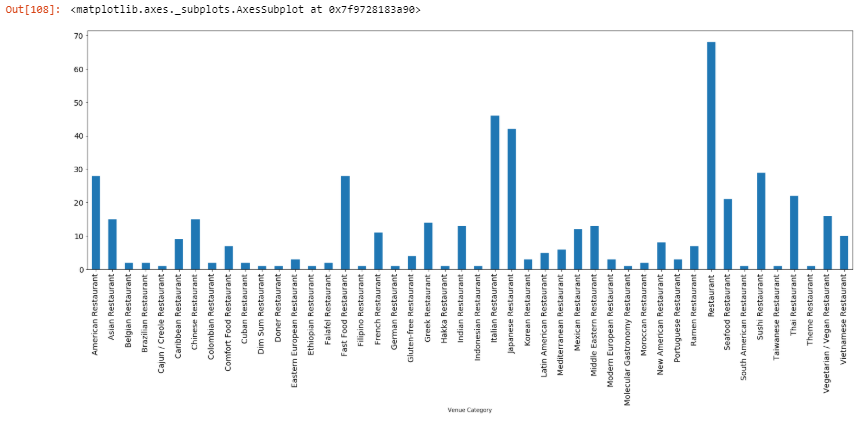 Out[108]: <matplotlib.axes._subplots.AxesSubplot at 0x7f9728183a90>
70
60
50
40
30
20
10
0
American Restaurant
Asian Restaurant
Belgian Restaurant
Brazilian Restaurant
Cajun / Creole Restaurant
Caribbean Restaurant
Chinese Restaurant
Colombian Restaurant
Comfort Food Restaurant
Cuban Restaurant
Dim Sum Restaurant
Doner Restaurant
Eastern European Restaurant
Ethiopian Restaurant
Falafel Restaurant
Fast Food Restaurant
Filipino Restaurant
French Restaurant
German Restaurant
Gluten-free Restaurant
Greek Restaurant
Hakka Restaurant
Indian Restaurant
Indonesian Restaurant
Italian Restaurant
Japanese Restaurant
Korean Restaurant
Latin American Restaurant
Mediterranean Restaurant
Mexican Restaurant
Middle Eastern Restaurant
Modern European Restaurant
Molecular Gastronomy Restaurant
Moroccan Restaurant
New American Restaurant
Portuguese Restaurant
Ramen Restaurant
Restaurant
Seafood Restaurant
South American Restaurant
Sushi Restaurant
Taiwanese Restaurant
Thai Restaurant
Theme Restaurant
Vegetarian / Vegan Restaurant
Vietnamese Restaurant
Venue Category